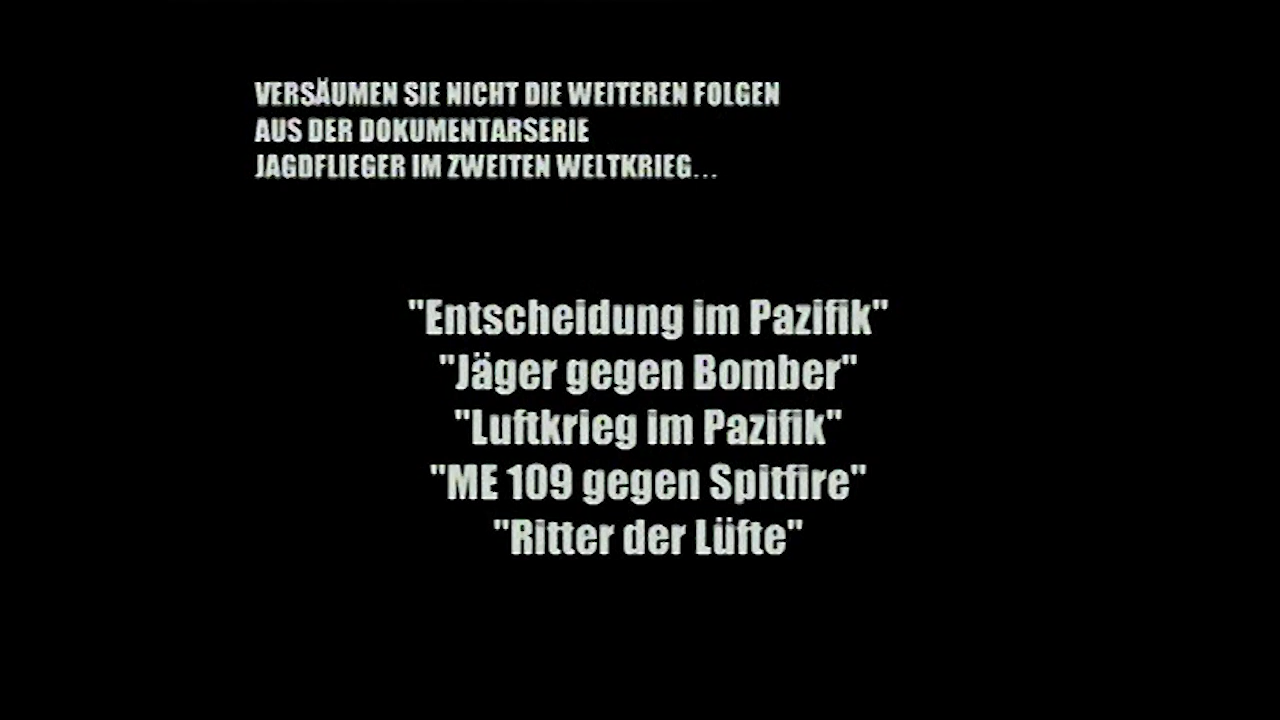 VERSÄUMEN SIE NICHT DIE WEITEREN FOLGEN
AUS DER DOKUMENTARSERIE
JAGDFLIEGER IM ZWEITEN WELTKRIEG...
"Entscheidung im Pazifik"
"Jäger gegen Bomber"
"Luftkrieg im Pazifik"
"ME 109 gegen Spitfire"
"Ritter der Lüfte"